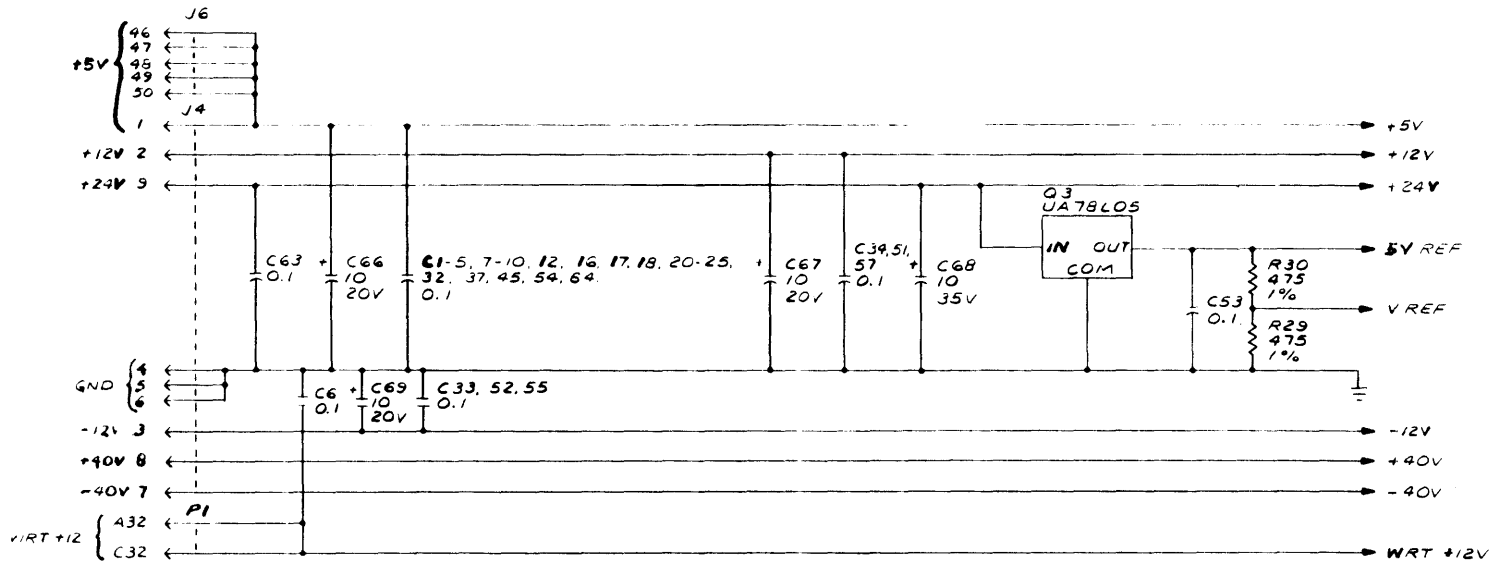 J6
46
47
48
49
50
+5V
J4
1
+5V
+12V 2
+12V
+24V 9
+24V
Q3
UA78L05
IN OUT
COM
5V REF
C63
0.1
C66
+
10
20V
C1-5, 7-10, 12, 16, 17, 18, 20-25,
32, 37, 45, 54, 64
0.1
C67
+
10
20V
C34, 51,
57
0.1
C68
+
10
35V
C53
0.1
R30
475
1%
V REF
R29
475
1%
GND
4
5
6
C6
0.1
C69
+
10
20V
C33, 52, 55
0.1
-12V 3
-12V
+40V 8
+40V
-40V 7
-40V
P1
A32
C32
+12
WRT +12V